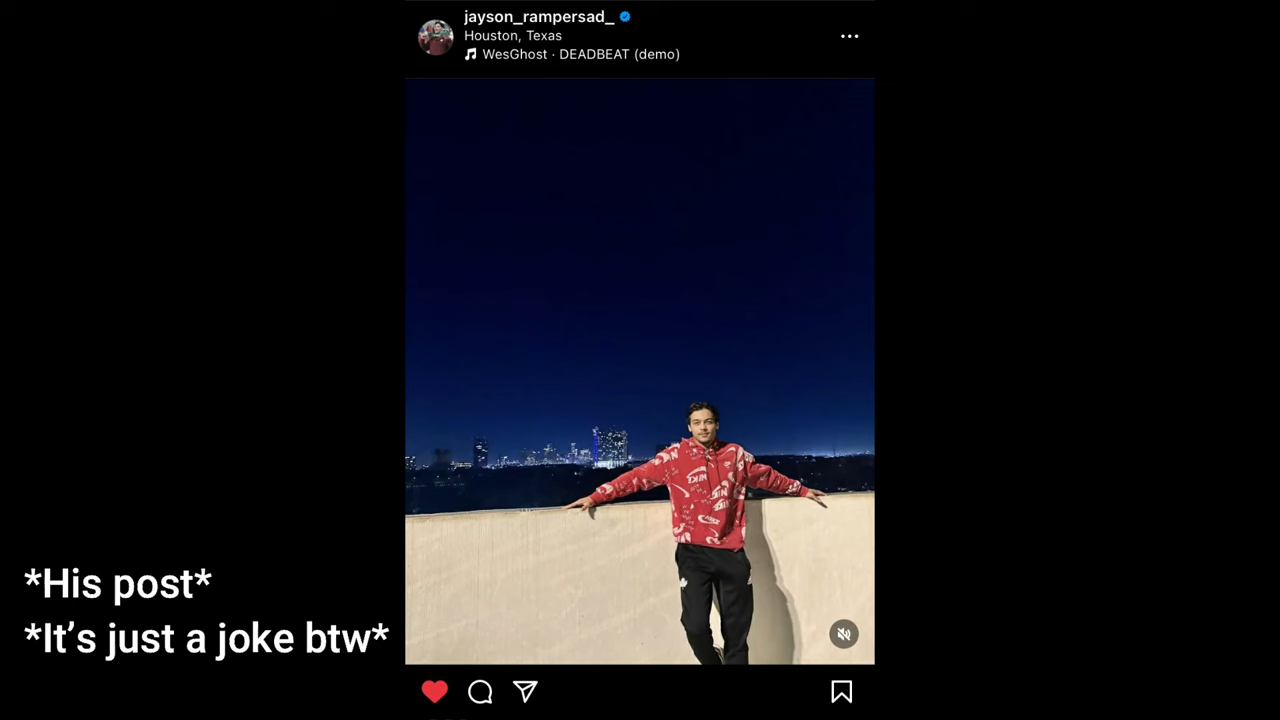 jayson_rampersad_
Houston, Texas
WesGhost · DEADBEAT (demo)
*His post*
*It’s just a joke btw*